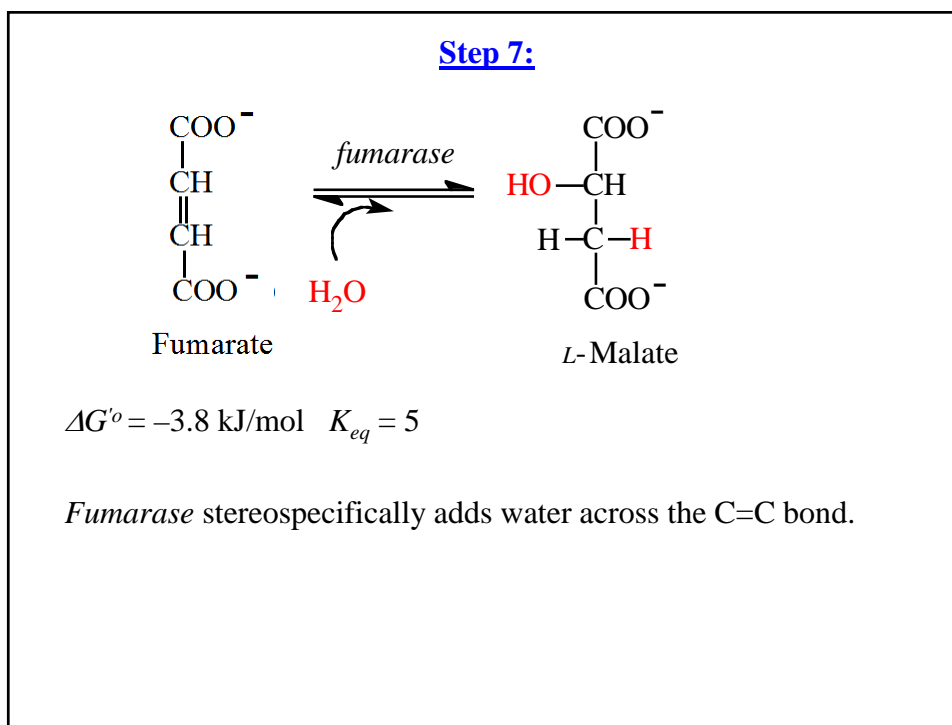 Step 7:
COO⁻ COO⁻
fumarase
CH HO–CH
CH H–C–H
COO⁻ H₂O COO⁻
Fumarate L-Malate
ΔG'º = –3.8 kJ/mol K_eq = 5
Fumarase stereospecifically adds water across the C=C bond.